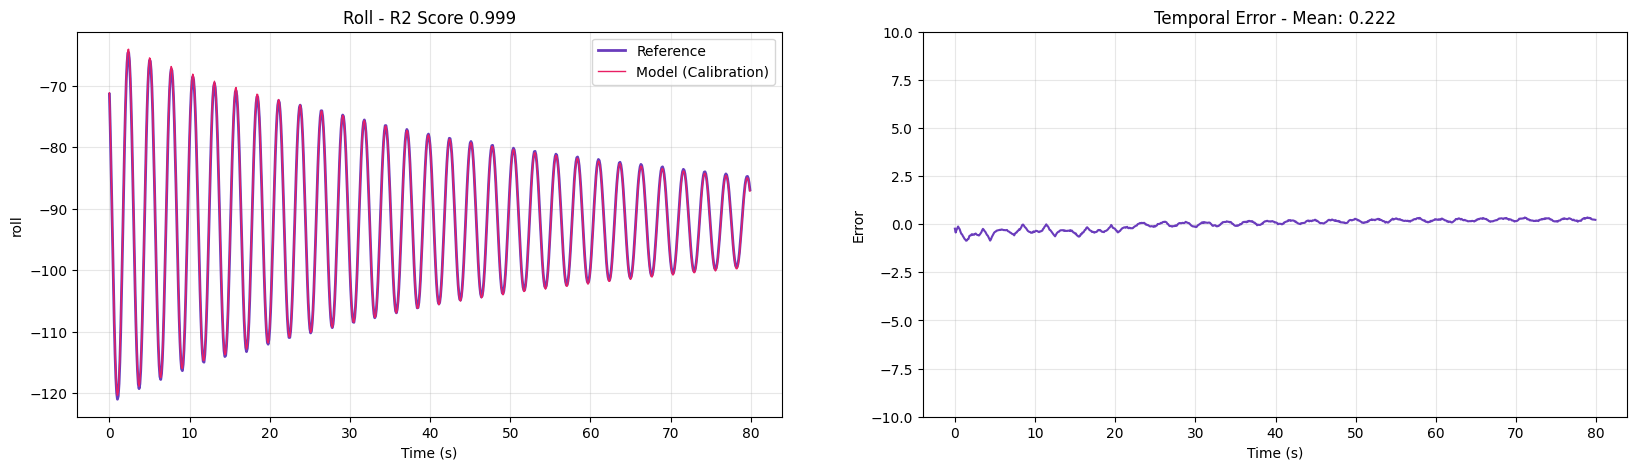 Roll - R2 Score 0.999
Reference
Model (Calibration)
−70
−80
−90
−100
−110
−120
roll
0 10 20 30 40 50 60 70 80
Time (s)
Temporal Error - Mean: 0.222
10.0
7.5
5.0
2.5
0.0
−2.5
−5.0
−7.5
−10.0
Error
0 10 20 30 40 50 60 70 80
Time (s)